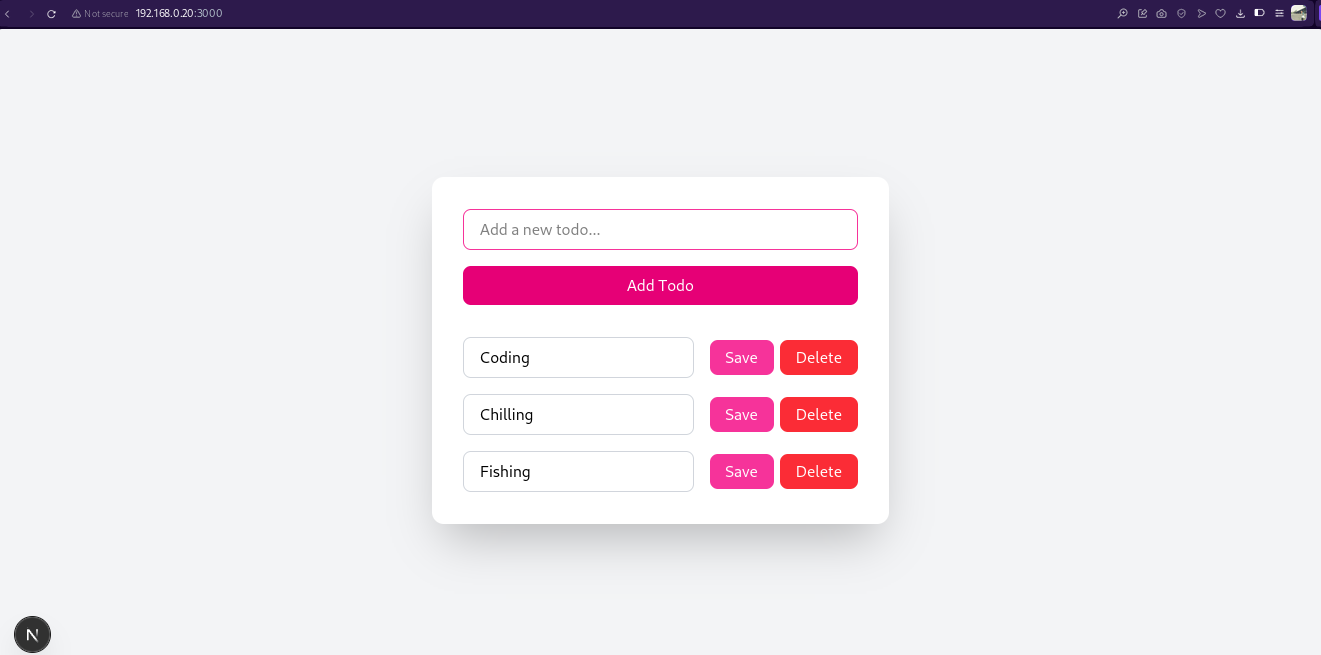 Not secure 192.168.0.20:3000
Add a new todo...
Add Todo
Coding Save Delete
Chilling Save Delete
Fishing Save Delete
N